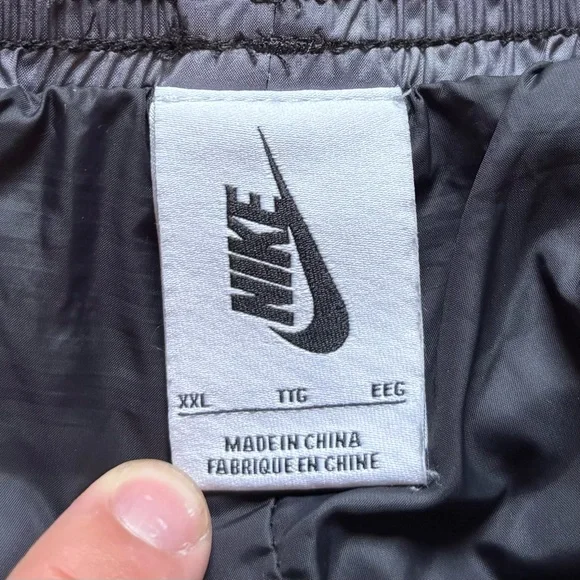 NIKE
XXL TTG EEG
MADE IN CHINA
FABRIQUE EN CHINE